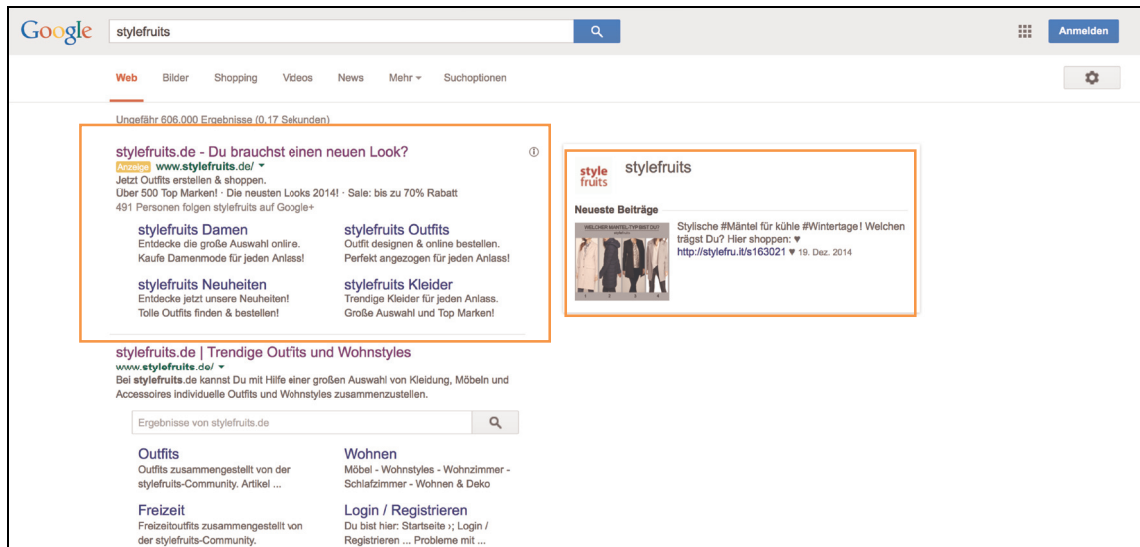 Google
stylefruits
Anmelden
Web Bilder Shopping Videos News Mehr Suchoptionen
Ungefähr 606.000 Ergebnisse (0,17 Sekunden)
stylefruits.de - Du brauchst einen neuen Look?
Anzeige www.stylefruits.de/
Jetzt Outfits erstellen & shoppen.
Über 500 Top Marken! · Die neusten Looks 2014! · Sale: bis zu 70% Rabatt
491 Personen folgen stylefruits auf Google+
stylefruits Damen
Entdecke die große Auswahl online.
Kaufe Damenmode für jeden Anlass!
stylefruits Outfits
Outfit designen & online bestellen.
Perfekt angezogen für jeden Anlass!
stylefruits Neuheiten
Entdecke jetzt unsere Neuheiten!
Tolle Outfits finden & bestellen!
stylefruits Kleider
Trendige Kleider für jeden Anlass.
Große Auswahl und Top Marken!
stylefruits.de | Trendige Outfits und Wohnstyles
www.stylefruits.de/
Bei stylefruits.de kannst Du mit Hilfe einer großen Auswahl von Kleidung, Möbeln und
Accessoires individuelle Outfits und Wohnstyles zusammenzustellen.
Ergebnisse von stylefruits.de
Outfits
Outfits zusammengestellt von der
stylefruits-Community. Artikel ...
Wohnen
Möbel - Wohnstyles - Wohnzimmer -
Schlafzimmer - Wohnen & Deko
Freizeit
Freizeitoutfits zusammengestellt von
der stylefruits-Community.
Login / Registrieren
Du bist hier: Startseite ›; Login /
Registrieren ... Probleme mit ...
style
fruits
stylefruits
Neueste Beiträge
WELCHER MANTEL-TYP BIST DU?
1 2 3 4
Stylische #Mäntel für kühle #Wintertage! Welchen
trägst Du? Hier shoppen: ♥
http://stylefru.it/s163021 ♥ 19. Dez. 2014